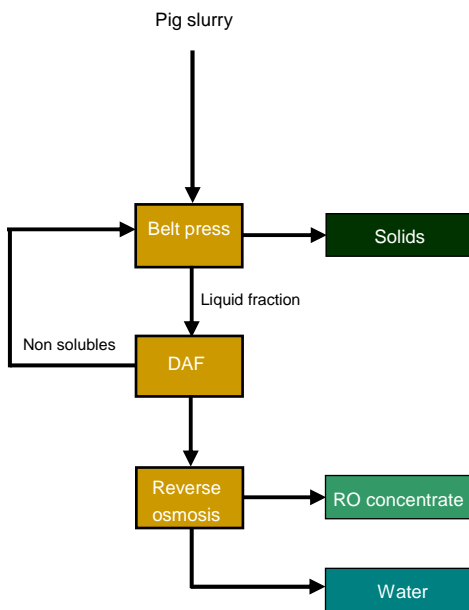 Pig slurry
Belt press
Solids
Liquid fraction
Non solubles
DAF
Reverse
osmosis
RO concentrate
Water